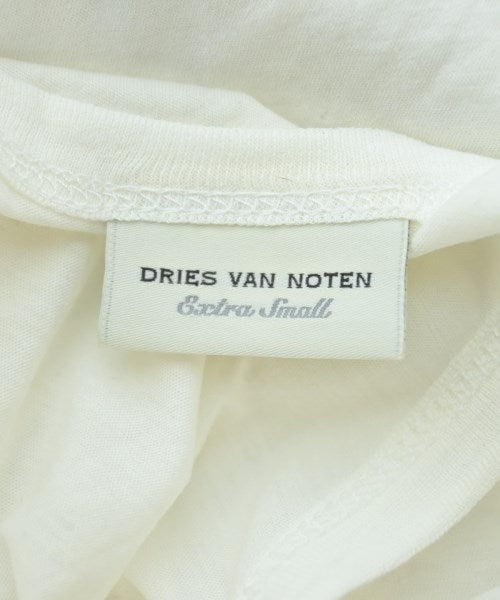 DRIES VAN NOTEN
Extra Small